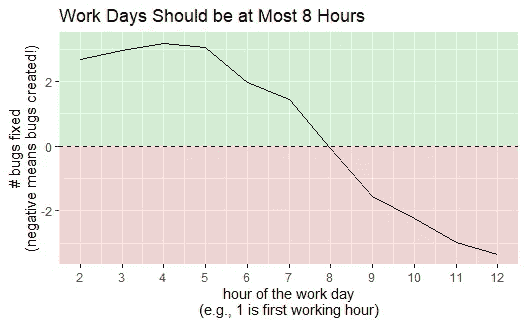 Work Days Should be at Most 8 Hours
# bugs fixed
(negative means bugs created!)
2
0
-2
2 3 4 5 6 7 8 9 10 11 12
hour of the work day
(e.g., 1 is first working hour)